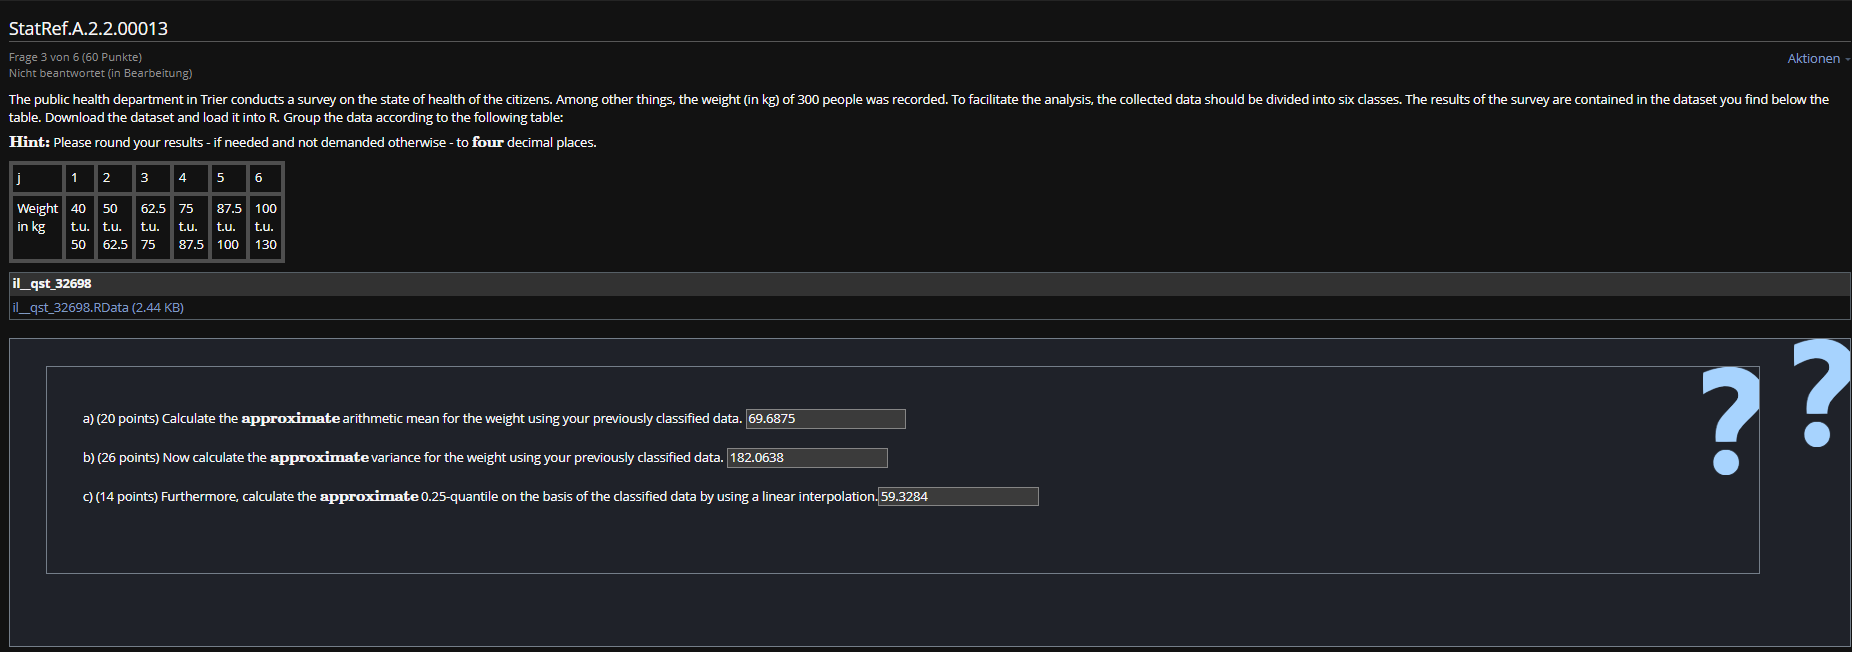 StatRef.A.2.2.00013
Frage 3 von 6 (60 Punkte)
Nicht beantwortet (in Bearbeitung)
Aktionen
The public health department in Trier conducts a survey on the state of health of the citizens. Among other things, the weight (in kg) of 300 people was recorded. To facilitate the analysis, the collected data should be divided into six classes. The results of the survey are contained in the dataset you find below the
table. Download the dataset and load it into R. Group the data according to the following table:
Hint: Please round your results - if needed and not demanded otherwise - to four decimal places.
j 1 2 3 4 5 6
Weight 40 50 62.5 75 87.5 100
in kg t.u. t.u. t.u. t.u. t.u. t.u.
50 62.5 75 87.5 100 130
il__qst_32698
il__qst_32698.RData (2.44 KB)
? ?
a) (20 points) Calculate the approximate arithmetic mean for the weight using your previously classified data. 69.6875
b) (26 points) Now calculate the approximate variance for the weight using your previously classified data. 182.0638
c) (14 points) Furthermore, calculate the approximate 0.25-quantile on the basis of the classified data by using a linear interpolation. 59.3284